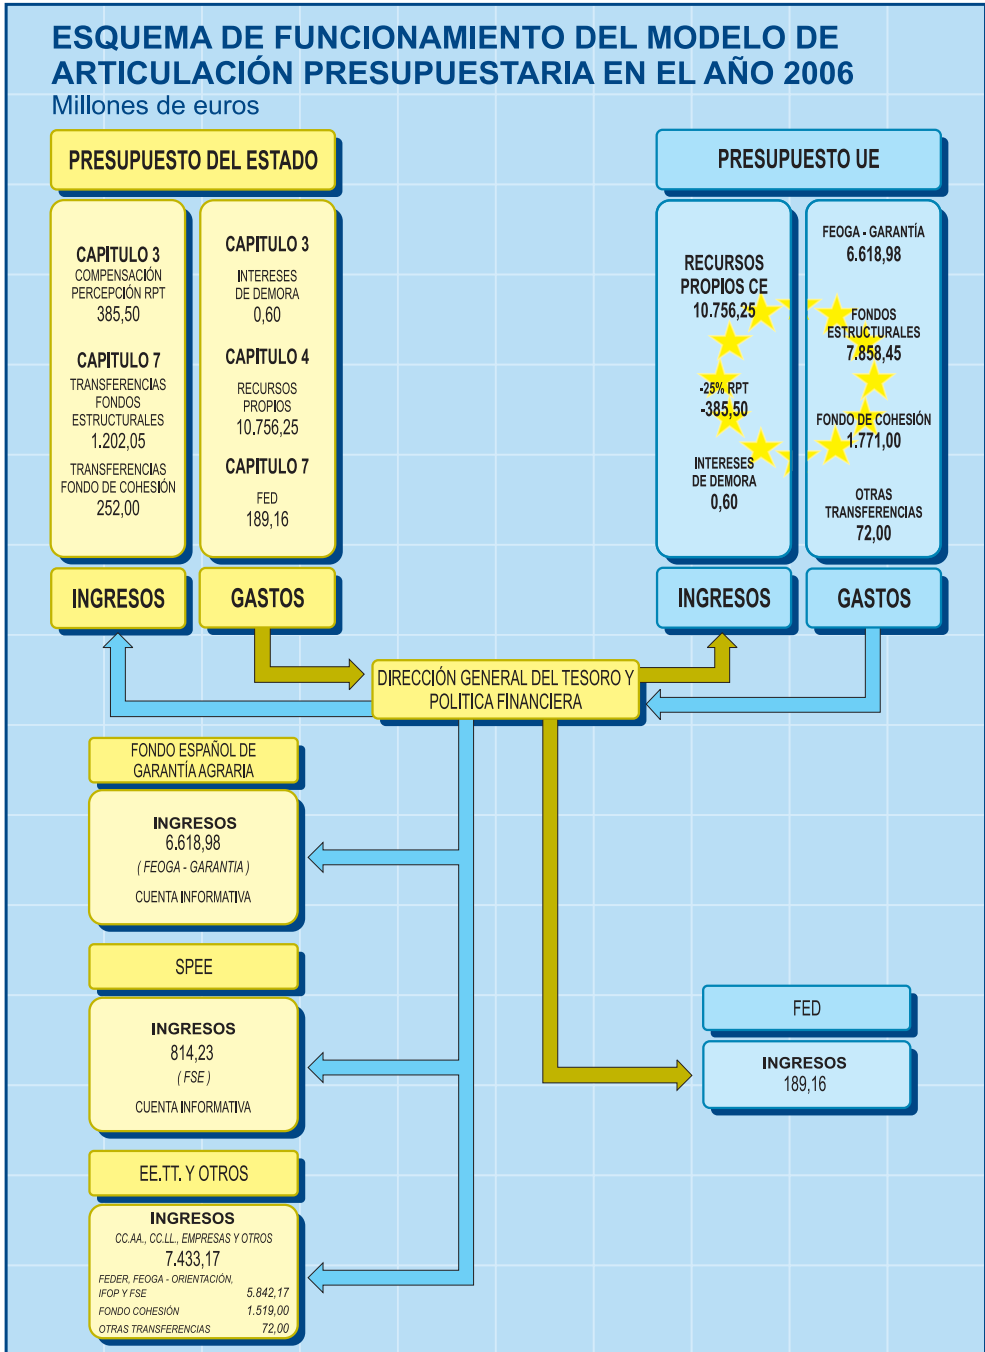 ESQUEMA DE FUNCIONAMIENTO DEL MODELO DE
ARTICULACIÓN PRESUPUESTARIA EN EL AÑO 2006
Millones de euros
PRESUPUESTO DEL ESTADO
CAPITULO 3
COMPENSACIÓN
PERCEPCIÓN RPT
385,50
CAPITULO 7
TRANSFERENCIAS
FONDOS
ESTRUCTURALES
1.202,05
TRANSFERENCIAS
FONDO DE COHESIÓN
252,00
INGRESOS
CAPITULO 3
INTERESES
DE DEMORA
0,60
CAPITULO 4
RECURSOS
PROPIOS
10.756,25
CAPITULO 7
FED
189,16
GASTOS
PRESUPUESTO UE
RECURSOS
PROPIOS CE
10.756,25
-25% RPT
-385,50
INTERESES
DE DEMORA
0,60
INGRESOS
FEOGA - GARANTÍA
6.618,98
FONDOS
ESTRUCTURALES
7.858,45
FONDO DE COHESIÓN
1.771,00
OTRAS
TRANSFERENCIAS
72,00
GASTOS
DIRECCIÓN GENERAL DEL TESORO Y
POLITICA FINANCIERA
FONDO ESPAÑOL DE
GARANTÍA AGRARIA
INGRESOS
6.618,98
( FEOGA - GARANTIA )
CUENTA INFORMATIVA
SPEE
INGRESOS
814,23
( FSE )
CUENTA INFORMATIVA
EE.TT. Y OTROS
INGRESOS
CC.AA., CC.LL., EMPRESAS Y OTROS
7.433,17
FEDER, FEOGA - ORIENTACIÓN,
IFOP Y FSE 5.842,17
FONDO COHESIÓN 1.519,00
OTRAS TRANSFERENCIAS 72,00
FED
INGRESOS
189,16